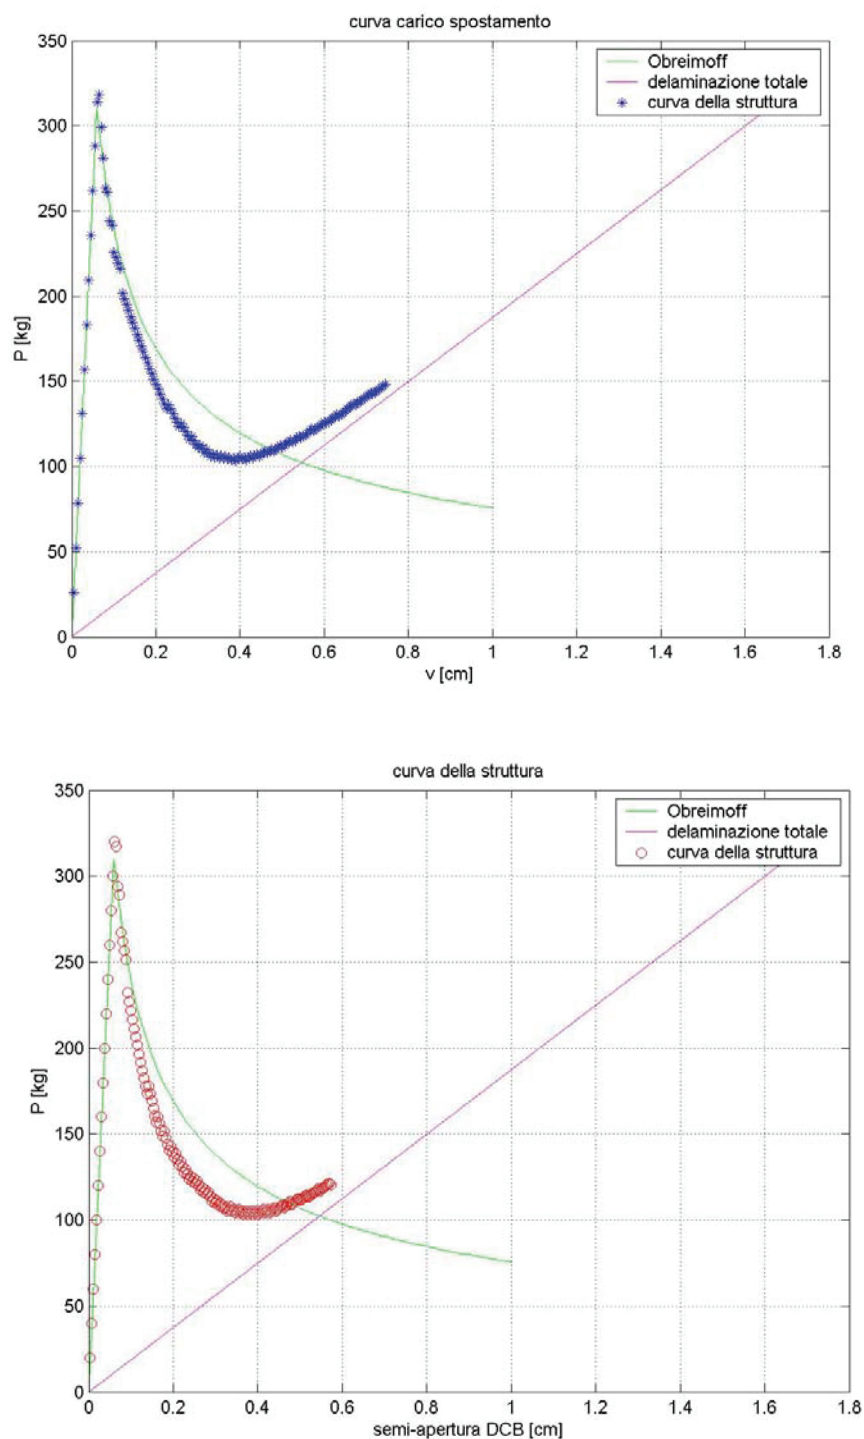 curva carico spostamento
350
300
250
200
150
100
50
0
P [kg]
Obreimoff
delaminazione totale
curva della struttura
0 0.2 0.4 0.6 0.8 1 1.2 1.4 1.6 1.8
v [cm]
curva della struttura
350
300
250
200
150
100
50
0
P [kg]
Obreimoff
delaminazione totale
curva della struttura
0 0.2 0.4 0.6 0.8 1 1.2 1.4 1.6 1.8
semi-apertura DCB [cm]